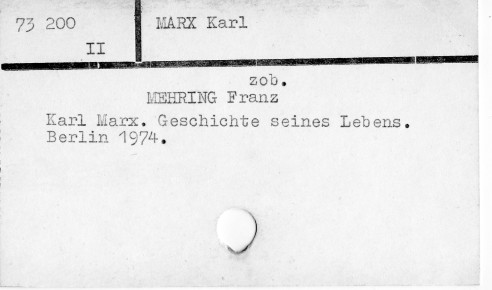 73 200 MARX Karl
II
zob.
MEHRING Franz
Karl Marx. Geschichte seines Lebens.
Berlin 1974.